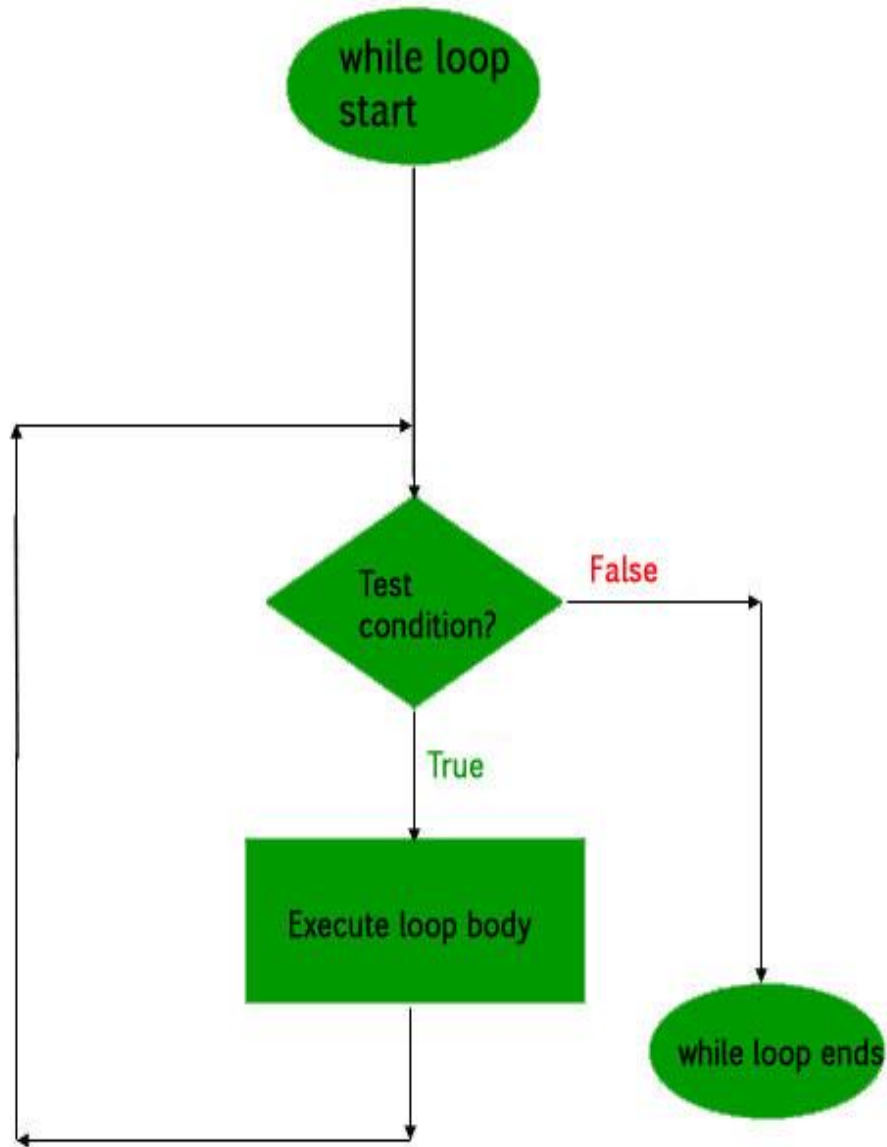 while loop
start
Test
condition?
False
True
Execute loop body
while loop ends